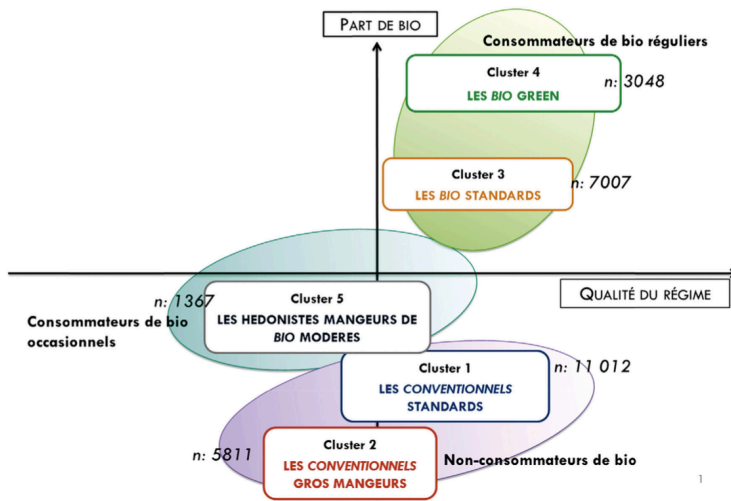 PART DE BIO
Consommateurs de bio réguliers
Cluster 4
LES BIO GREEN
n: 3048
Cluster 3
LES BIO STANDARDS
n: 7007
QUALITÉ DU RÉGIME
n: 1367
Cluster 5
LES HEDONISTES MANGEURS DE
BIO MODERES
Consommateurs de bio
occasionnels
Cluster 1
LES CONVENTIONNELS
STANDARDS
n: 11 012
n: 5811
Cluster 2
LES CONVENTIONNELS
GROS MANGEURS
Non-consommateurs de bio
1